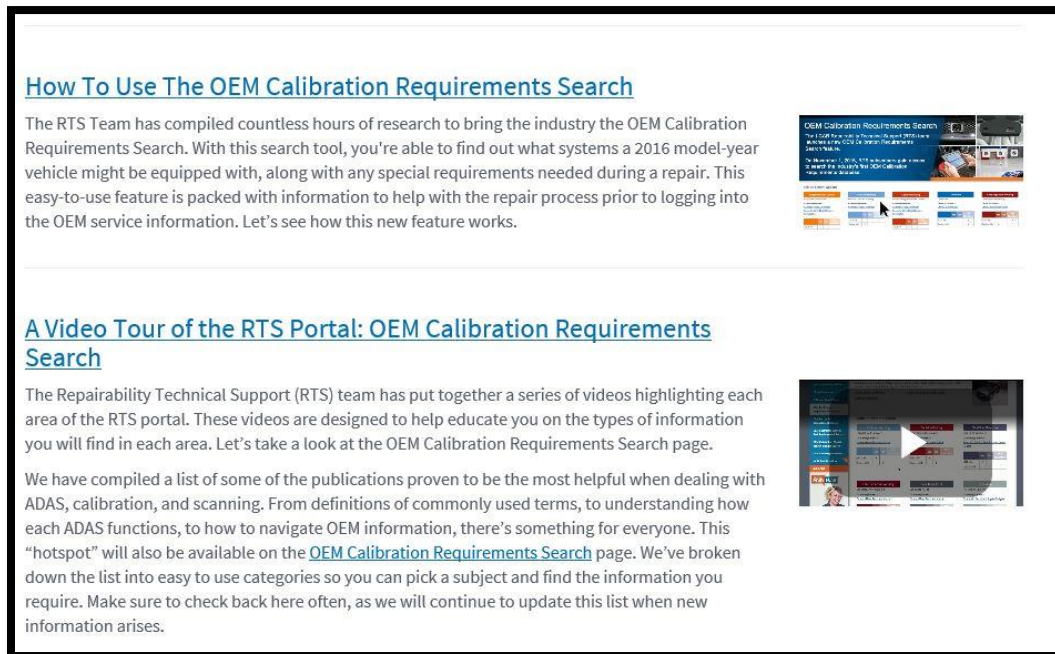 How To Use The OEM Calibration Requirements Search
The RTS Team has compiled countless hours of research to bring the industry the OEM Calibration
Requirements Search. With this search tool, you're able to find out what systems a 2016 model-year
vehicle might be equipped with, along with any special requirements needed during a repair. This
easy-to-use feature is packed with information to help with the repair process prior to logging into
the OEM service information. Let's see how this new feature works.
OEM Calibration Requirements Search
A Video Tour of the RTS Portal: OEM Calibration Requirements
Search
The Repairability Technical Support (RTS) team has put together a series of videos highlighting each
area of the RTS portal. These videos are designed to help educate you on the types of information
you will find in each area. Let's take a look at the OEM Calibration Requirements Search page.
We have compiled a list of some of the publications proven to be the most helpful when dealing with
ADAS, calibration, and scanning. From definitions of commonly used terms, to understanding how
each ADAS functions, to how to navigate OEM information, there's something for everyone. This
“hotspot” will also be available on the OEM Calibration Requirements Search page. We've broken
down the list into easy to use categories so you can pick a subject and find the information you
require. Make sure to check back here often, as we will continue to update this list when new
information arises.